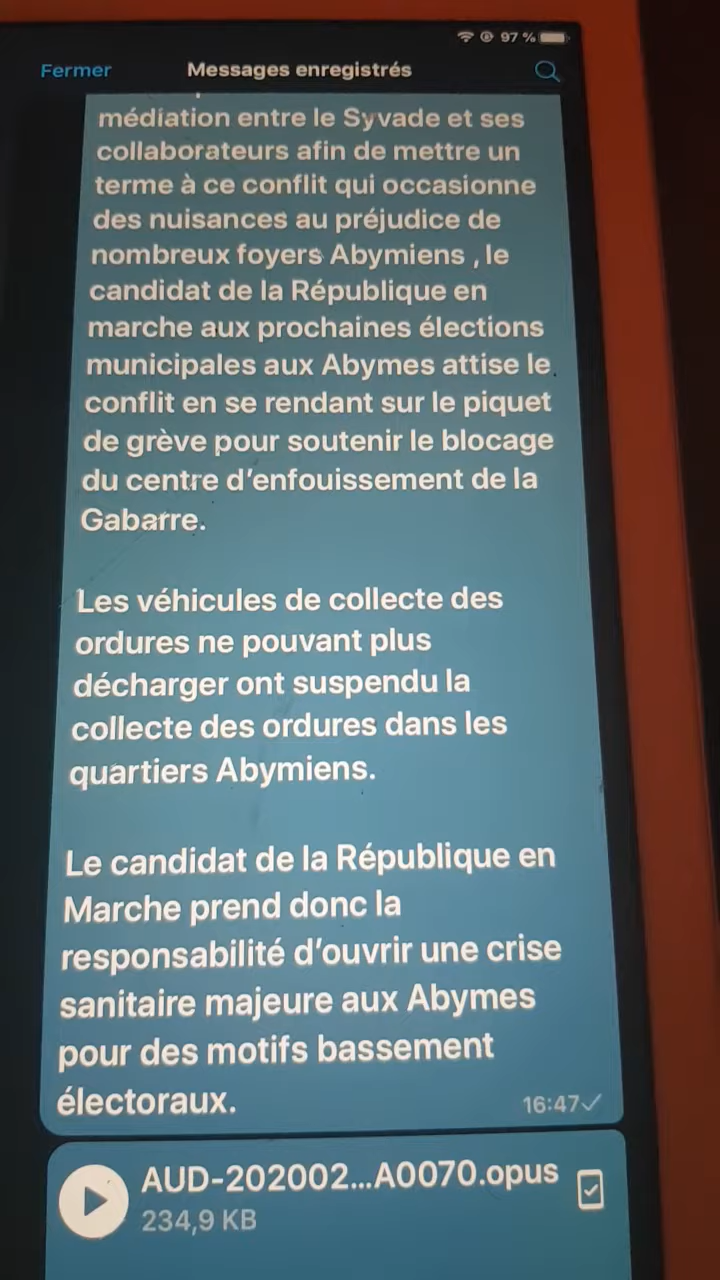 97 %
Fermer
Messages enregistrés
médiation entre le Syvade et ses
collaborateurs afin de mettre un
terme à ce conflit qui occasionne
des nuisances au préjudice de
nombreux foyers Abymiens , le
candidat de la République en
marche aux prochaines élections
municipales aux Abymes attise le
conflit en se rendant sur le piquet
de grève pour soutenir le blocage
du centre d'enfouissement de la
Gabarre.
Les véhicules de collecte des
ordures ne pouvant plus
décharger ont suspendu la
collecte des ordures dans les
quartiers Abymiens.
Le candidat de la République en
Marche prend donc la
responsabilité d'ouvrir une crise
sanitaire majeure aux Abymes
pour des motifs bassement
électoraux.
16:47
AUD-202002...A0070.opus
234,9 KB